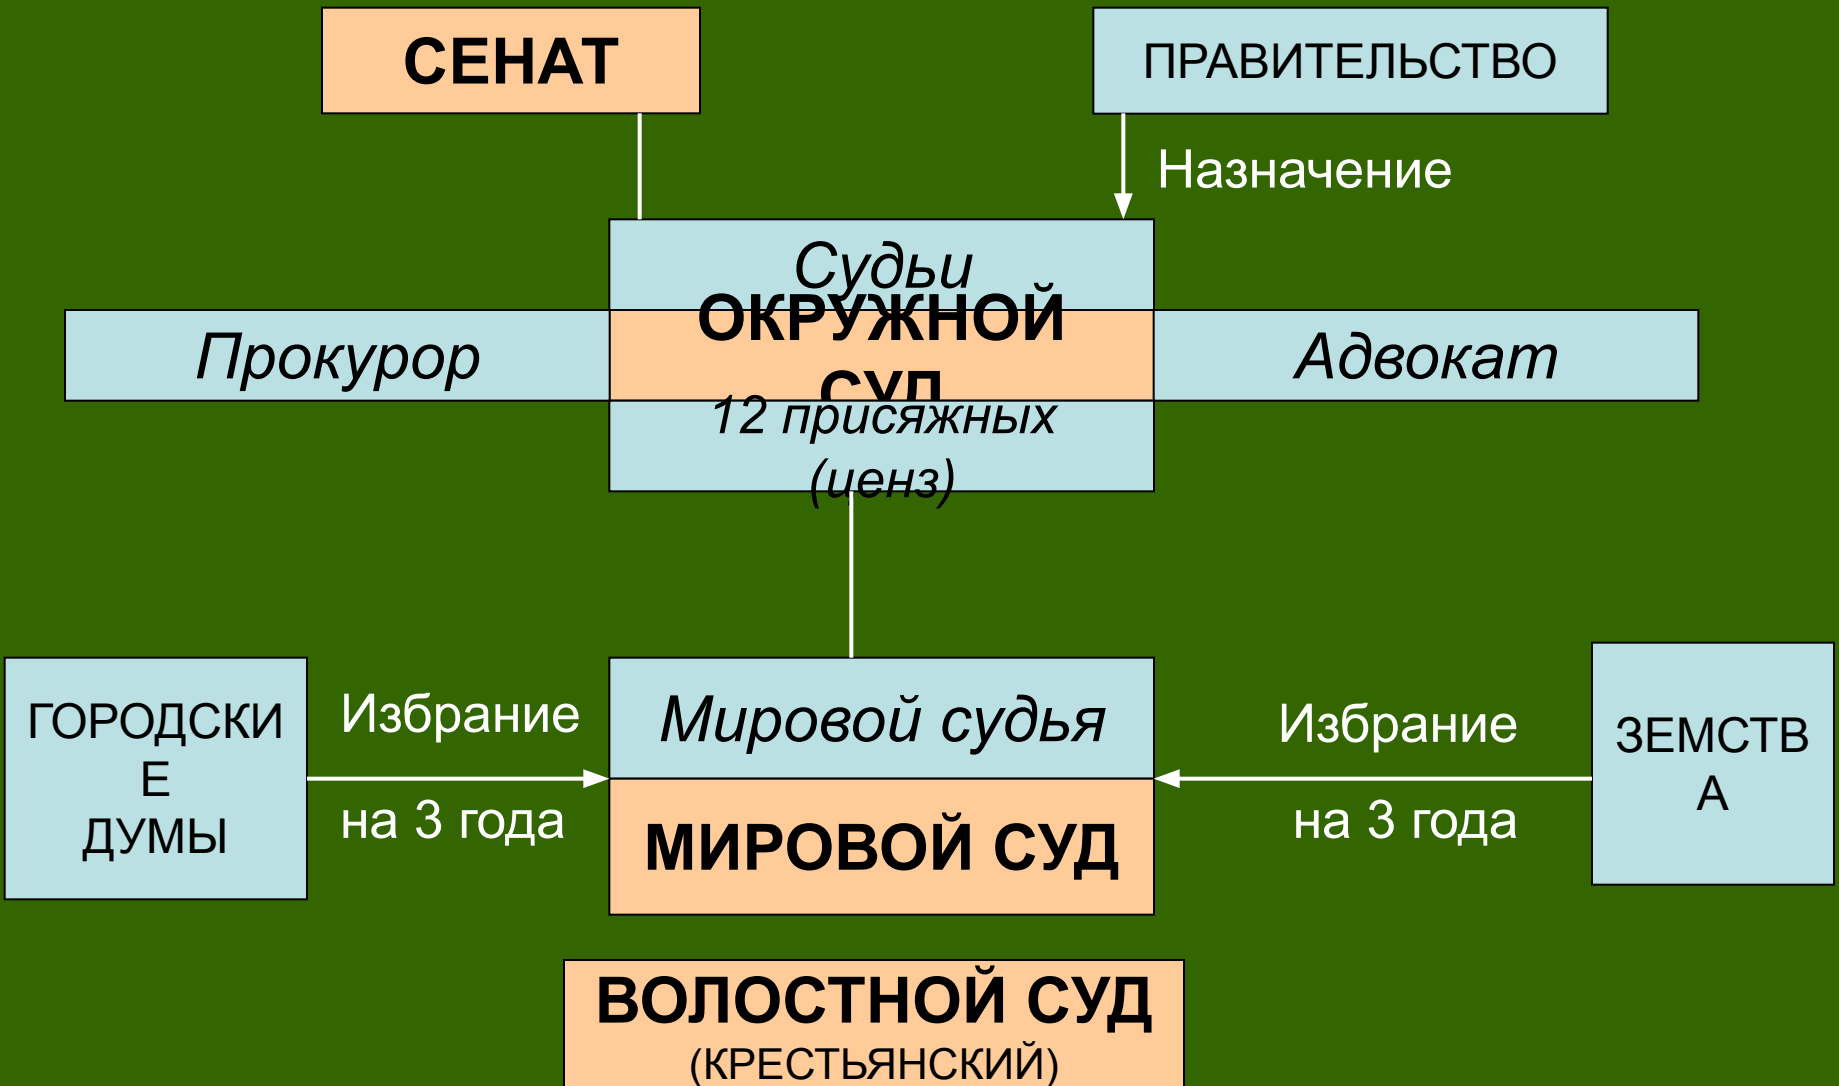 СЕНАТ
ПРАВИТЕЛЬСТВО
Назначение
Судьи
Прокурор
ОКРУЖНОЙ
СУД
Адвокат
12 присяжных
(ценз)
ГОРОДСКИ
Е
ДУМЫ
Избрание
на 3 года
Мировой судья
МИРОВОЙ СУД
Избрание
на 3 года
ЗЕМСТВ
А
ВОЛОСТНОЙ СУД
(КРЕСТЬЯНСКИЙ)